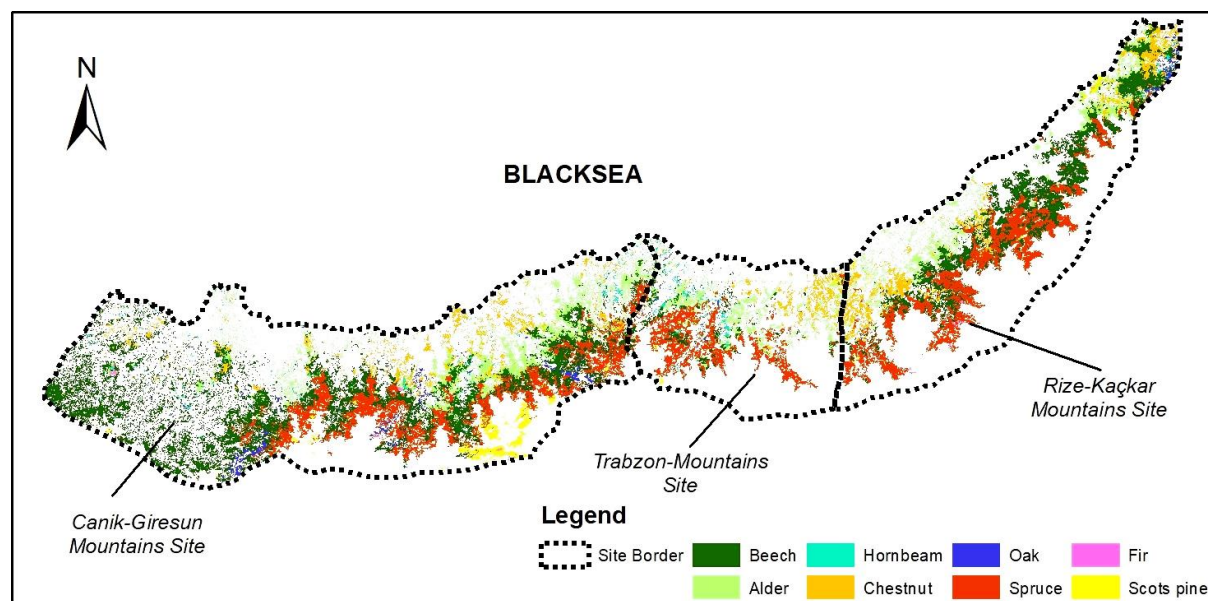 N
BLACKSEA
Rize-Kaçkar
Mountains Site
Trabzon-Mountains
Site
Canik-Giresun
Mountains Site
Legend
Site Border
Beech
Hornbeam
Oak
Fir
Alder
Chestnut
Spruce
Scots pine